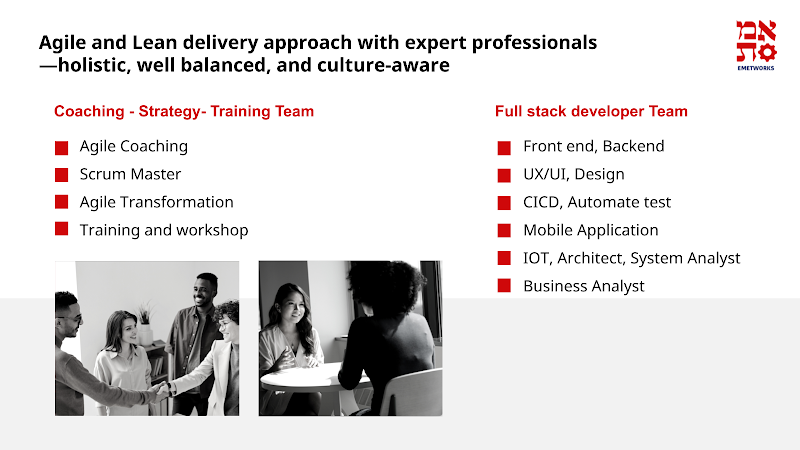 Agile and Lean delivery approach with expert professionals
—holistic, well balanced, and culture-aware
אמ
ת
EMETWORKS
Coaching - Strategy- Training Team
Agile Coaching
Scrum Master
Agile Transformation
Training and workshop
Full stack developer Team
Front end, Backend
UX/UI, Design
CICD, Automate test
Mobile Application
IOT, Architect, System Analyst
Business Analyst